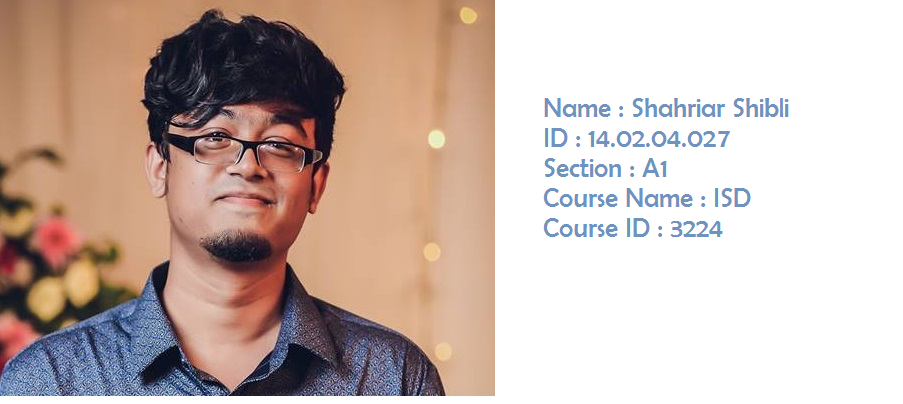 Name : Shahriar Shibli
ID : 14.02.04.027
Section : A1
Course Name : ISD
Course ID : 3224